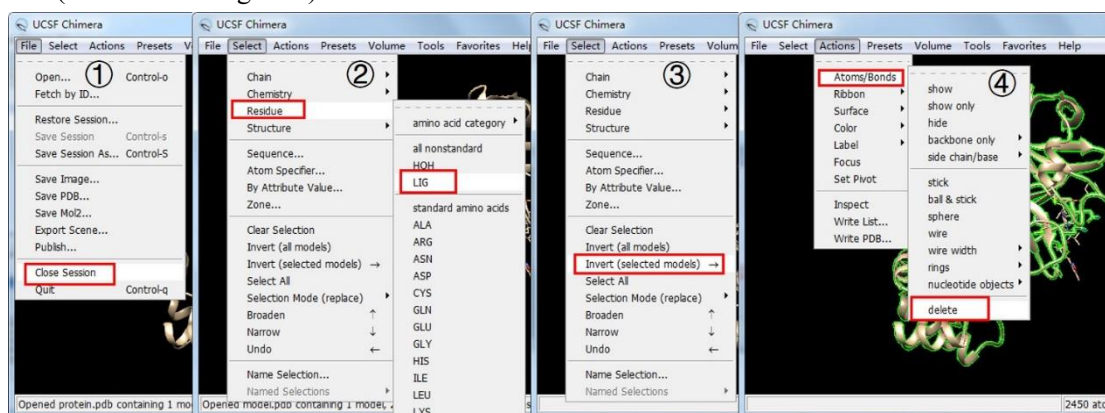 UCSF Chimera
File Select Actions Presets
①
Open... Control-o
Fetch by ID...
Restore Session...
Save Session Control-s
Save Session As... Control-S
Save Image...
Save PDB...
Save Mol2...
Export Scene...
Publish...
Close Session
Quit Control-q
Opened protein.pdb containing 1
UCSF Chimera
File Select Actions Presets Volume Tools Favorites
②
Chain
Chemistry
Residue
Structure
Sequence...
Atom Specifier...
By Attribute Value...
Zone...
Clear Selection
Invert (all models)
Invert (selected models) →
Select All
Selection Mode (replace)
Broaden ↑
Narrow ↓
Undo ←
Name Selection...
Named Selections
amino acid category
all nonstandard
HOH
LIG
standard amino acids
ALA
ARG
ASN
ASP
CYS
GLN
GLU
GLY
HIS
ILE
LEU
LYS
Opened model.pdb containing 1 model,
UCSF Chimera
File Select Actions Presets
③
Chain
Chemistry
Residue
Structure
Sequence...
Atom Specifier...
By Attribute Value...
Zone...
Clear Selection
Invert (all models)
Invert (selected models) →
Select All
Selection Mode (replace)
Broaden ↑
Narrow ↓
Undo ←
Name Selection...
Named Selections
UCSF Chimera
File Select Actions Presets Volume Tools Favorites Help
④
Atoms/Bonds
Ribbon
Surface
Color
Label
Focus
Set Pivot
Inspect
Write List...
Write PDB...
show
show only
hide
backbone only
side chain/base
stick
ball & stick
sphere
wire
wire width
rings
nucleotide objects
delete
2450